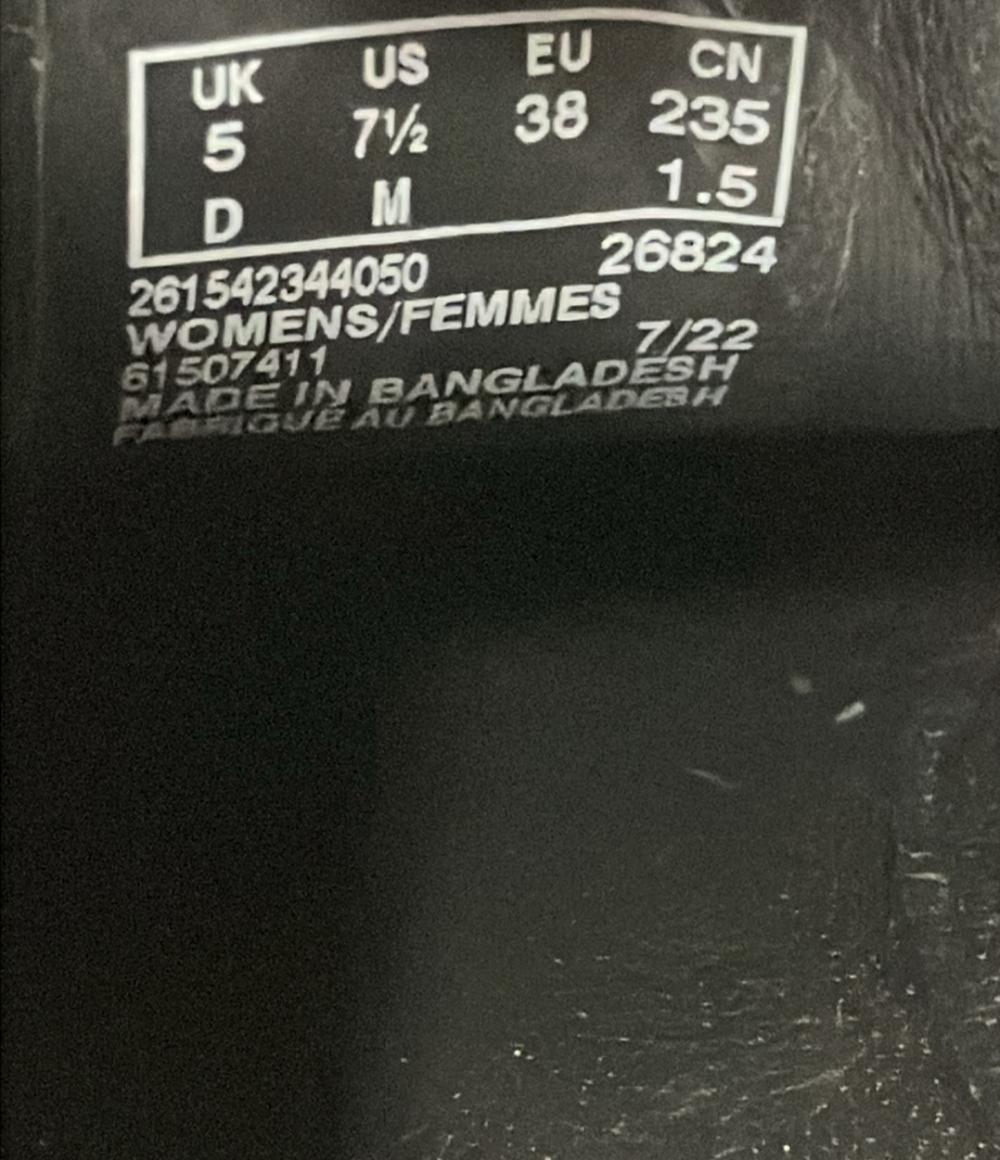 UK US EU CN
5 7½ 38 235
D M 1.5
261542344050 26824
WOMENS/FEMMES
61507411 7/22
MADE IN BANGLADESH
FABRIQUE AU BANGLADESH